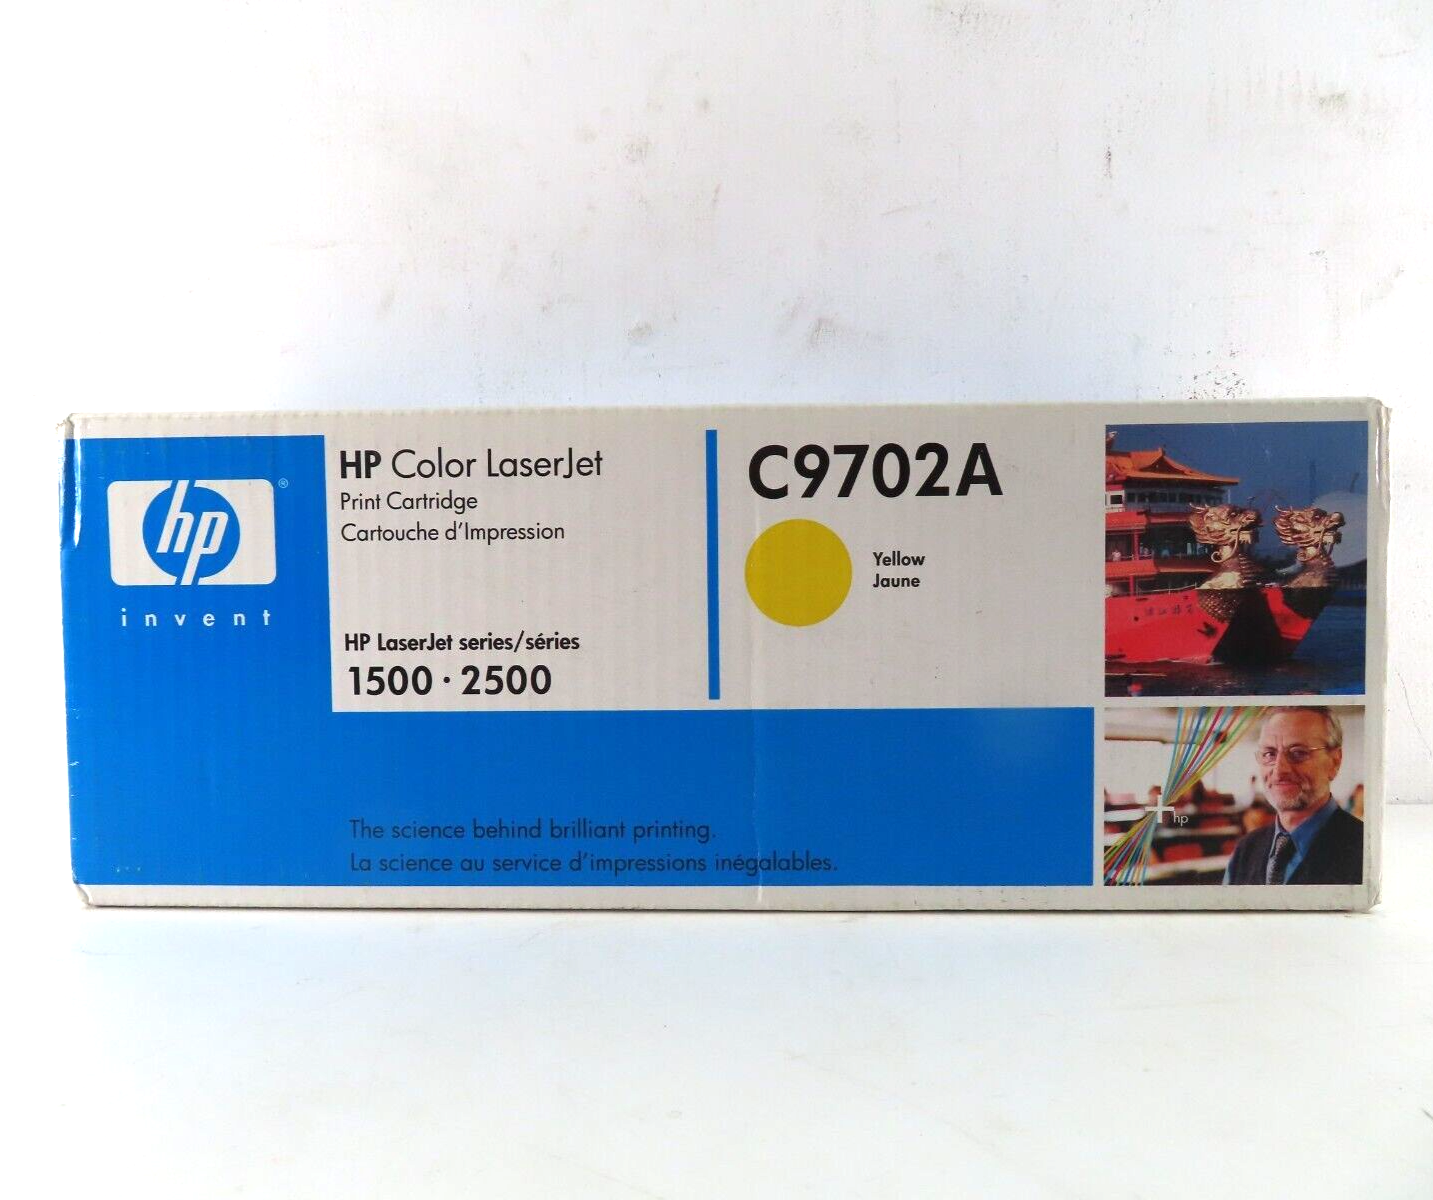 hp
®
invent
HP Color LaserJet
Print Cartridge
Cartouche d'Impression
HP LaserJet series/séries
1500 · 2500
C9702A
Yellow
Jaune
The science behind brilliant printing.
La science au service d'impressions inégalables.
+hp